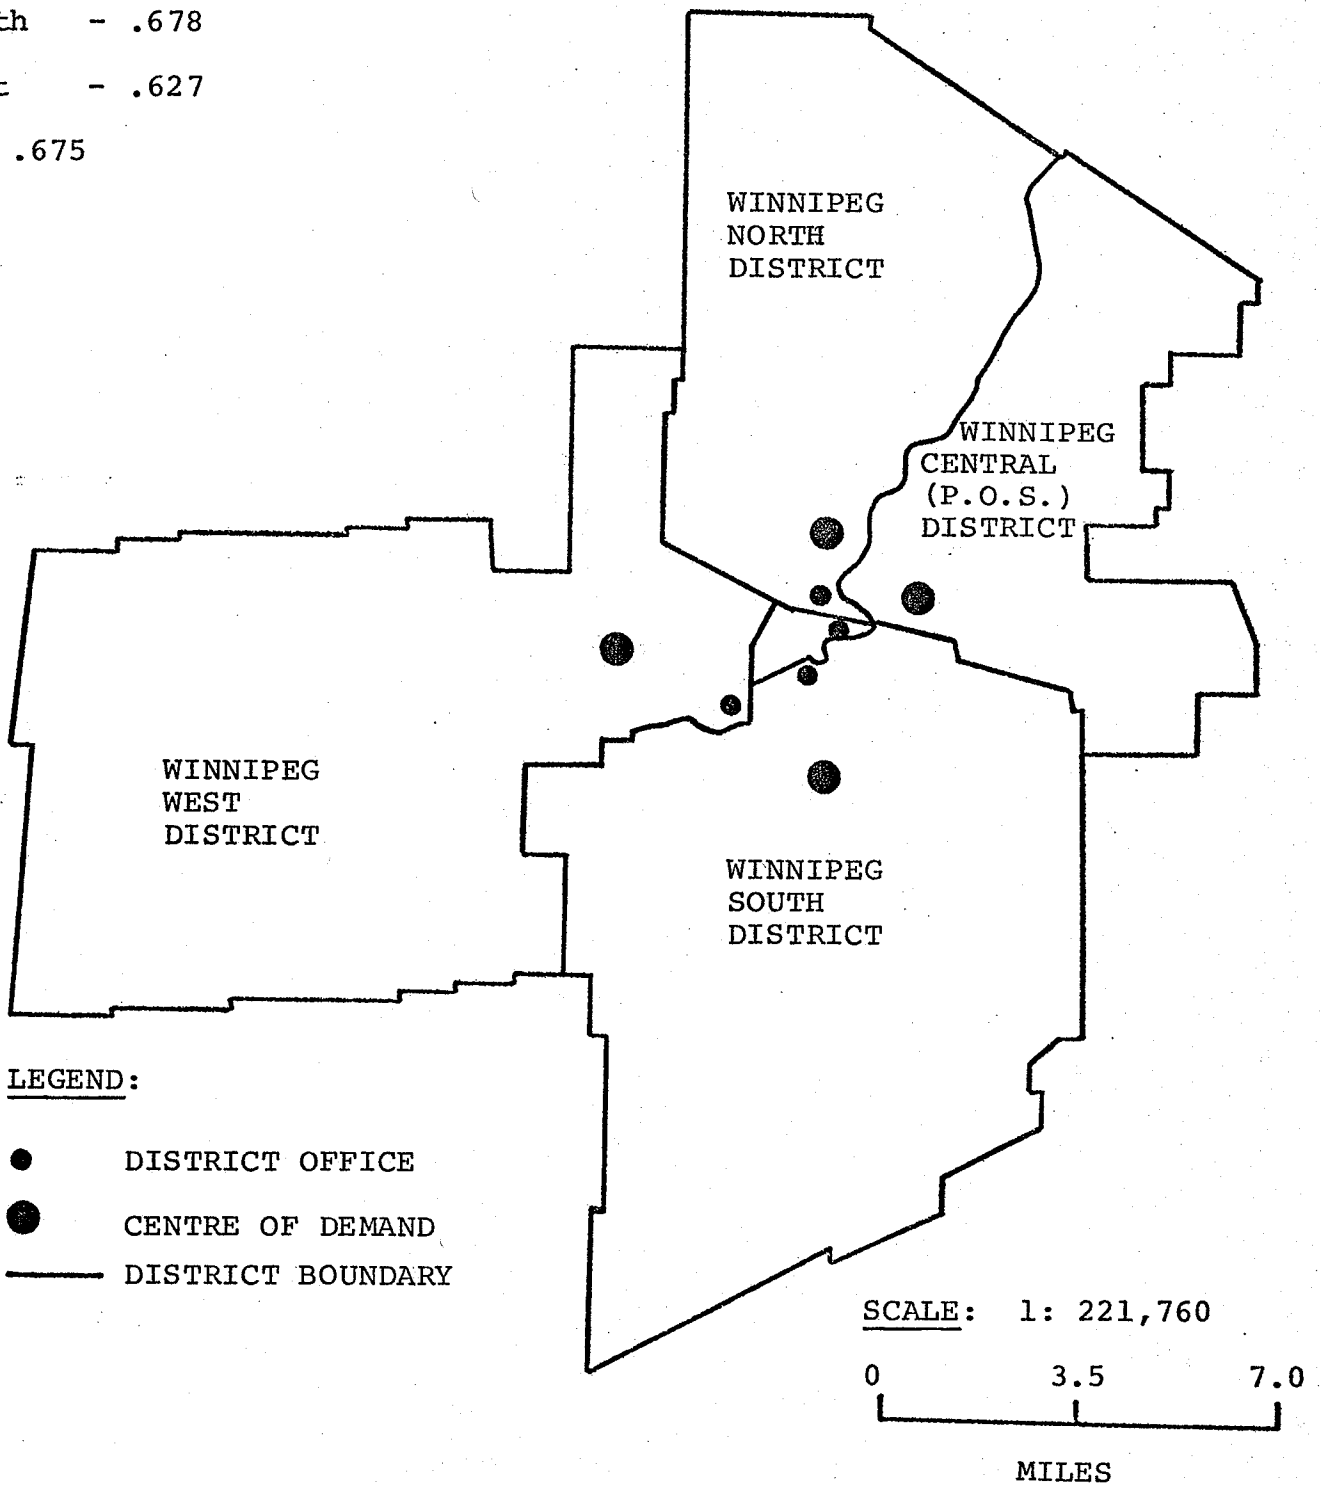 th - .678
t - .627
.675
WINNIPEG
NORTH
DISTRICT
WINNIPEG
CENTRAL
(P.O.S.)
DISTRICT
WINNIPEG
WEST
DISTRICT
WINNIPEG
SOUTH
DISTRICT
LEGEND:
DISTRICT OFFICE
CENTRE OF DEMAND
DISTRICT BOUNDARY
SCALE: 1: 221,760
0 3.5 7.0
MILES